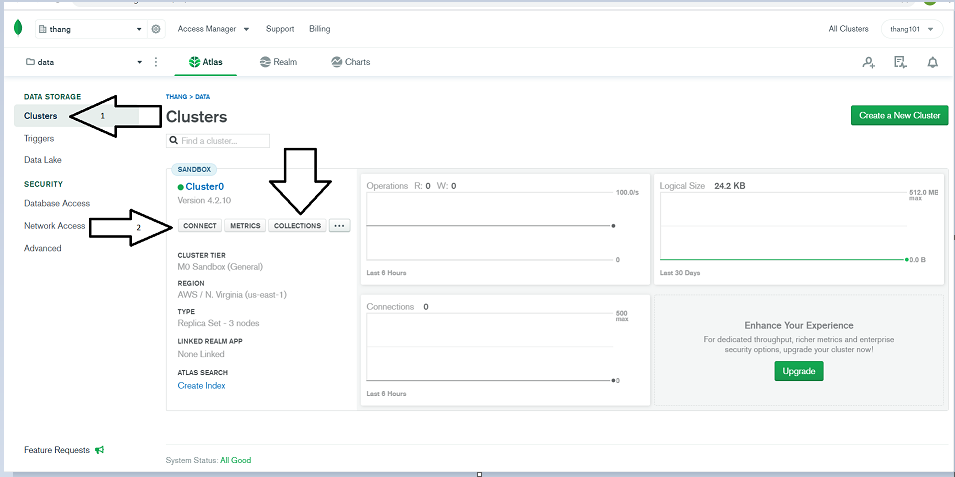 thang
Access Manager
Support
Billing
All Clusters
thang101
data
Atlas
Realm
Charts
DATA STORAGE
Clusters
1
Triggers
Data Lake
SECURITY
Database Access
Network Access
2
Advanced
Feature Requests
THANG > DATA
Clusters
Create a New Cluster
Find a cluster...
SANDBOX
Cluster0
Version 4.2.10
CONNECT
METRICS
COLLECTIONS
...
CLUSTER TIER
M0 Sandbox (General)
REGION
AWS / N. Virginia (us-east-1)
TYPE
Replica Set - 3 nodes
LINKED REALM APP
None Linked
ATLAS SEARCH
Create Index
Operations R: 0 W: 0
100.0/s
0
Last 6 Hours
Logical Size 24.2 KB
512.0 MB
max
0.0 B
Last 30 Days
Connections 0
500
max
0
Last 6 Hours
Enhance Your Experience
For dedicated throughput, richer metrics and enterprise
security options, upgrade your cluster now!
Upgrade
System Status: All Good